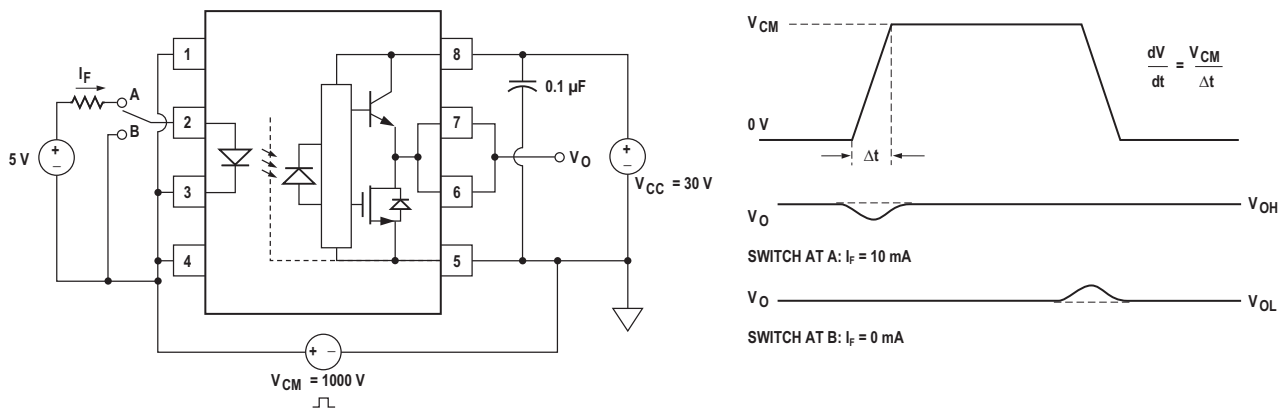 I_F
A
B
5 V
+
–
1
2
3
4
8
7
6
5
0.1 µF
V_O
+
–
V_CC = 30 V
+ –
V_CM = 1000 V
V_CM
0 V
Δt
dV/dt = V_CM/Δt
V_O
V_OH
SWITCH AT A: I_F = 10 mA
V_O
V_OL
SWITCH AT B: I_F = 0 mA